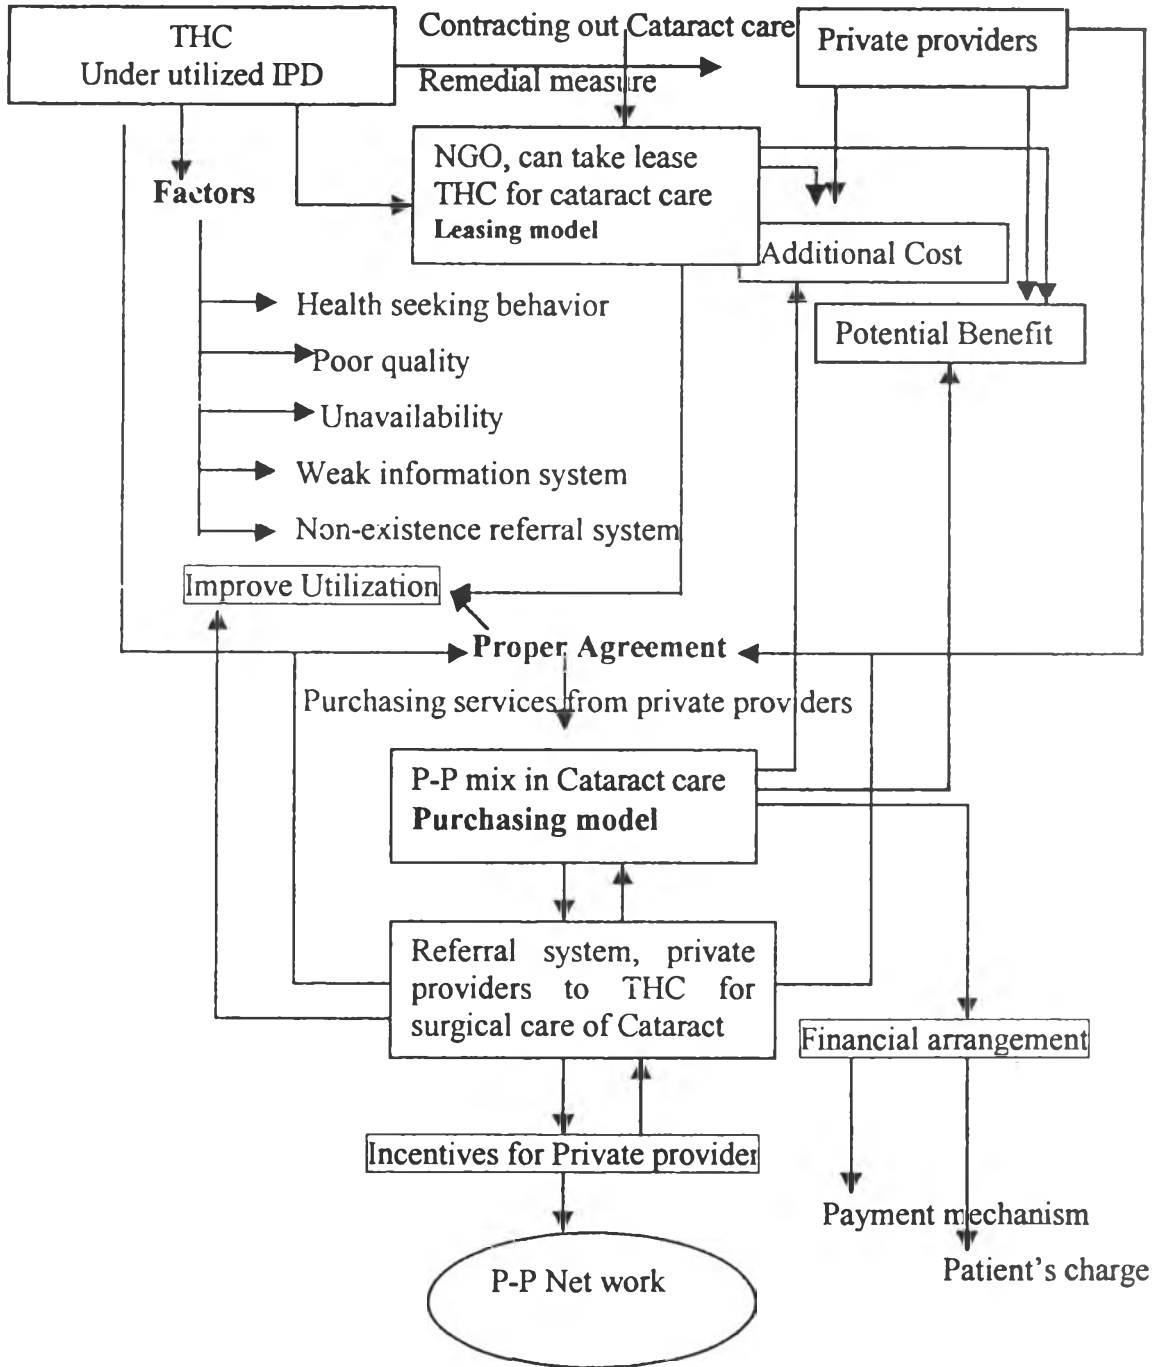 THC
Under utilized IPD
Contracting out Cataract care
Remedial measure
Private providers
NGO, can take lease
THC for cataract care
Leasing model
Factors
Additional Cost
Potential Benefit
Health seeking behavior
Poor quality
Unavailability
Weak information system
Non-existence referral system
Improve Utilization
Proper Agreement
Purchasing services from private providers
P-P mix in Cataract care
Purchasing model
Referral system, private
providers to THC for
surgical care of Cataract
Financial arrangement
Incentives for Private provider
Payment mechanism
Patient's charge
P-P Net work